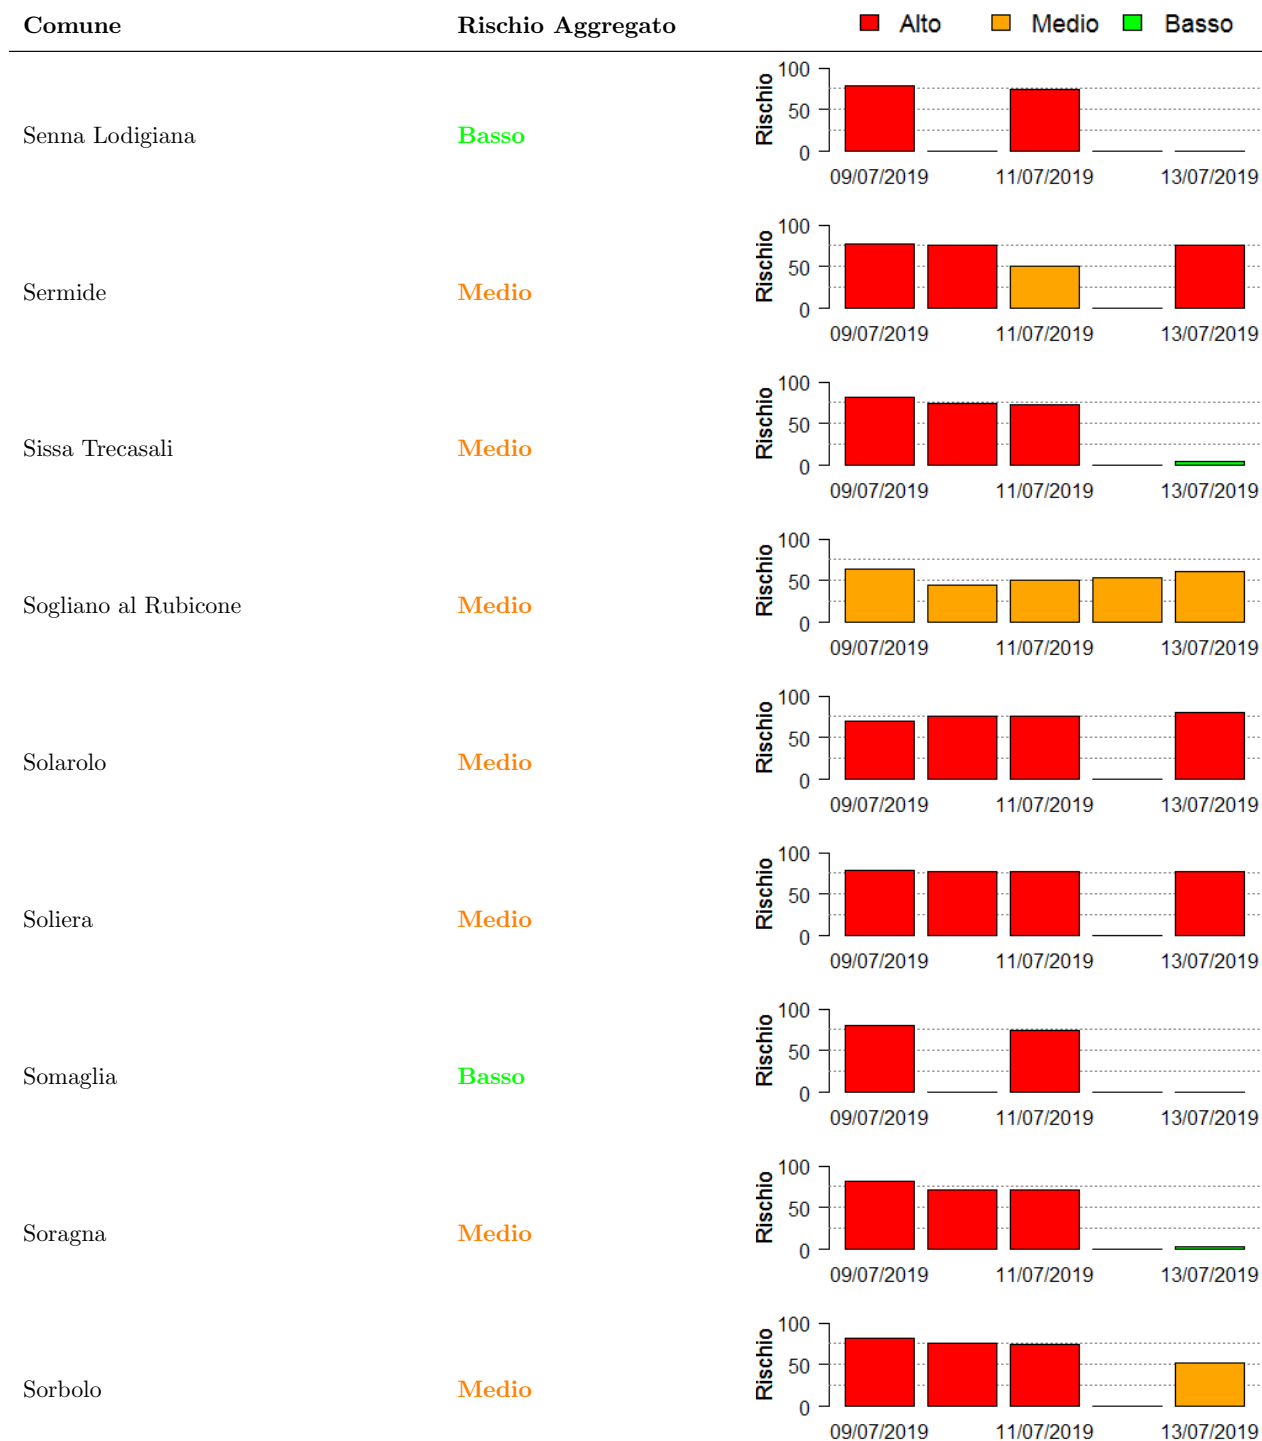 Comune Rischio Aggregato Alto Medio Basso
Senna Lodigiana Basso
Rischio
100
50
0
09/07/2019 11/07/2019 13/07/2019
Sermide Medio
Rischio
100
50
0
09/07/2019 11/07/2019 13/07/2019
Sissa Trecasali Medio
Rischio
100
50
0
09/07/2019 11/07/2019 13/07/2019
Sogliano al Rubicone Medio
Rischio
100
50
0
09/07/2019 11/07/2019 13/07/2019
Solarolo Medio
Rischio
100
50
0
09/07/2019 11/07/2019 13/07/2019
Soliera Medio
Rischio
100
50
0
09/07/2019 11/07/2019 13/07/2019
Somaglia Basso
Rischio
100
50
0
09/07/2019 11/07/2019 13/07/2019
Soragna Medio
Rischio
100
50
0
09/07/2019 11/07/2019 13/07/2019
Sorbolo Medio
Rischio
100
50
0
09/07/2019 11/07/2019 13/07/2019